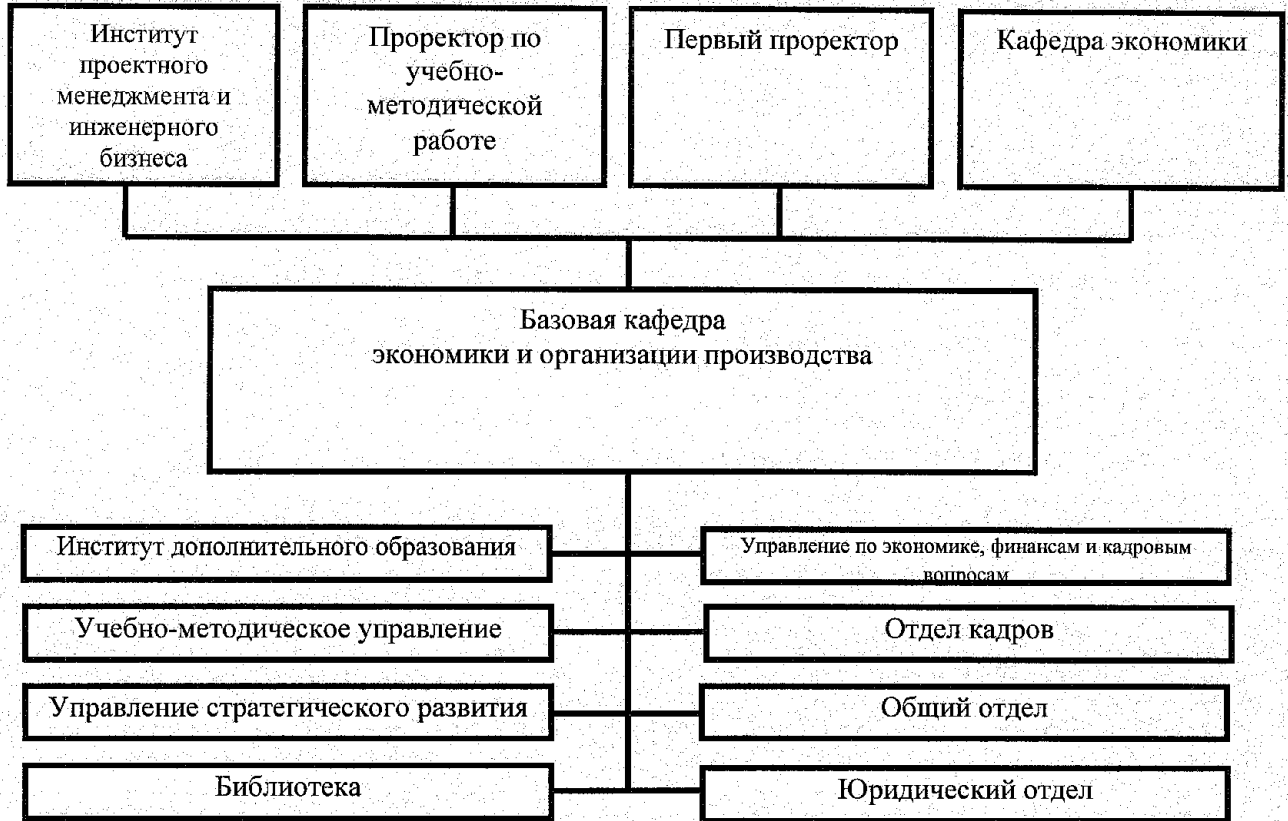 Институт
проектного
менеджмента и
инженерного
бизнеса
Проректор по
учебно-
методической
работе
Первый проректор
Кафедра экономики
Базовая кафедра
экономики и организации производства
Институт дополнительного образования
Управление по экономике, финансам и кадровым
вопросам
Учебно-методическое управление
Отдел кадров
Управление стратегического развития
Общий отдел
Библиотека
Юридический отдел